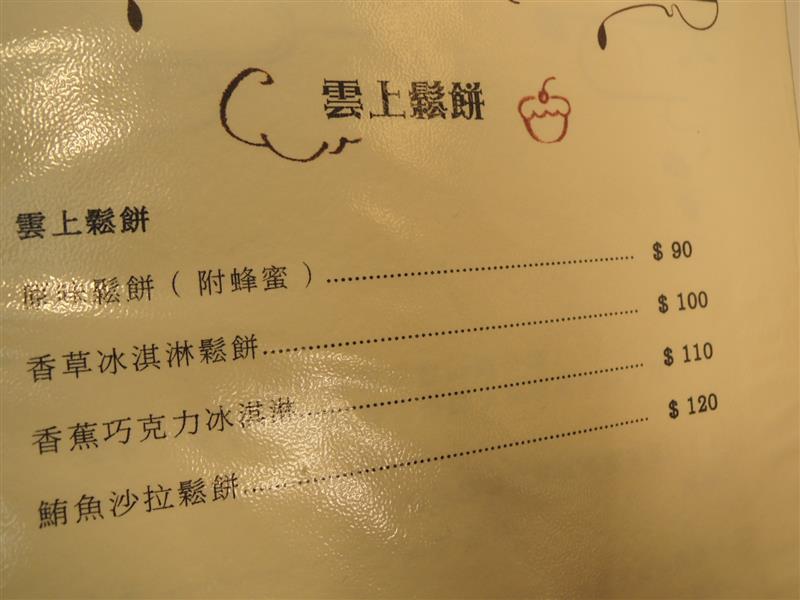 雲上鬆餅
雲上鬆餅
原味鬆餅（附蜂蜜）.......... $ 90
香草冰淇淋鬆餅.......... $ 100
香蕉巧克力冰淇淋.......... $ 110
鮪魚沙拉鬆餅.......... $ 120